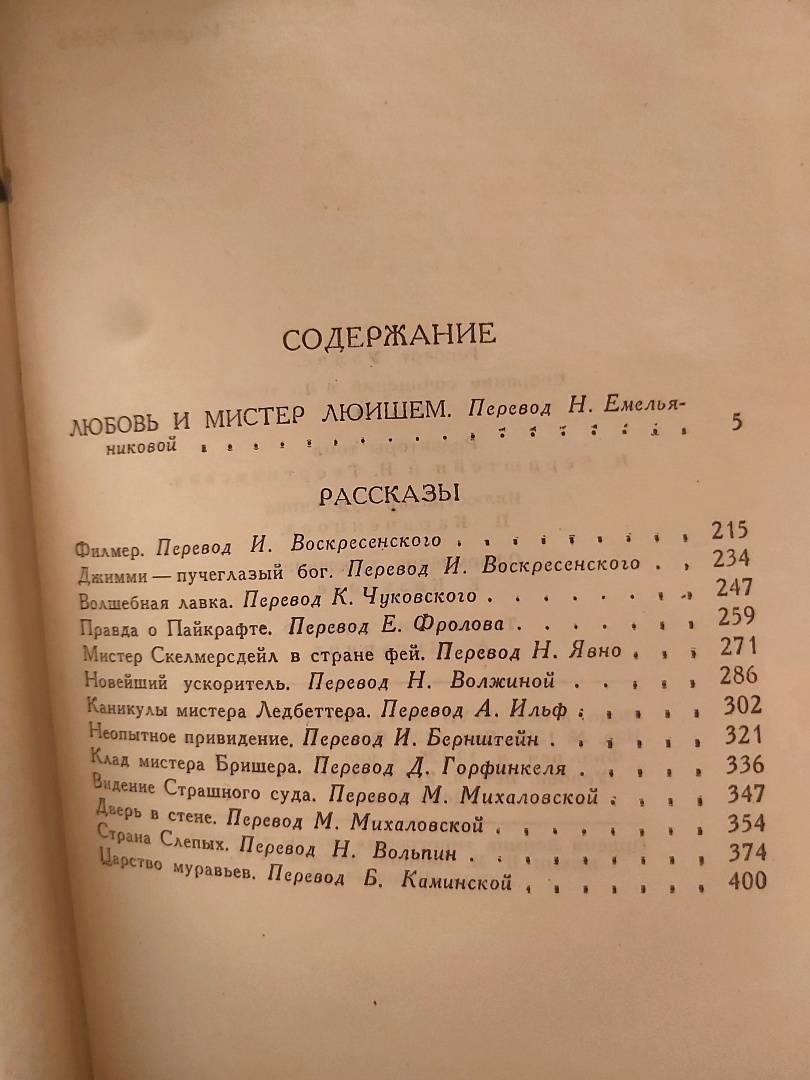 СОДЕРЖАНИЕ
ЛЮБОВЬ И МИСТЕР ЛЮИШЕМ. Перевод Н. Емелья-
никовой . . . . . . . . . . . . . . . . . . 5
РАССКАЗЫ
Филмер. Перевод И. Воскресенского . . . . . . . . . 215
Джимми — пучеглазый бог. Перевод И. Воскресенского . . 234
Волшебная лавка. Перевод К. Чуковского . . . . . . . . 247
Правда о Пайкрафте. Перевод Е. Фролова . . . . . . 259
Мистер Скелмерсдейл в стране фей. Перевод Н. Явно . . . 271
Новейший ускоритель. Перевод Н. Волжиной . . . . . 286
Каникулы мистера Ледбеттера. Перевод А. Ильф . . . . . 302
Неопытное привидение. Перевод И. Бернштейн . . . . . . 321
Клад мистера Бришера. Перевод Д. Горфинкеля . . . . . 336
Видение Страшного суда. Перевод М. Михаловской . . . . 347
Дверь в стене. Перевод М. Михаловской . . . . . . . . 354
Страна Слепых. Перевод Н. Вольпин . . . . . . . . . 374
Царство муравьев. Перевод Б. Каминской . . . . . . . 400